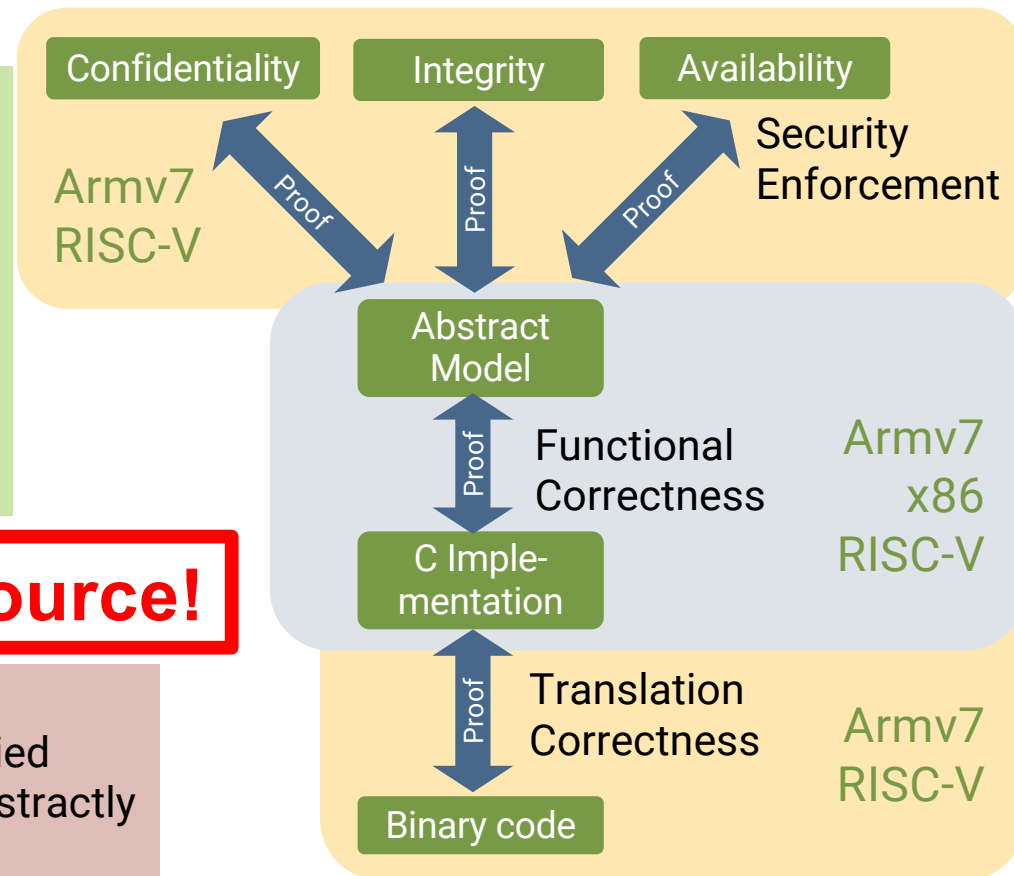 Confidentiality
Integrity
Availability
Security
Enforcement
Armv7
RISC-V
Proof
Proof
Proof
Abstract
Model
Proof
Functional
Correctness
Armv7
x86
RISC-V
C Imple-
mentation
ource!
Proof
Translation
Correctness
Armv7
RISC-V
ied
stractly
Binary code